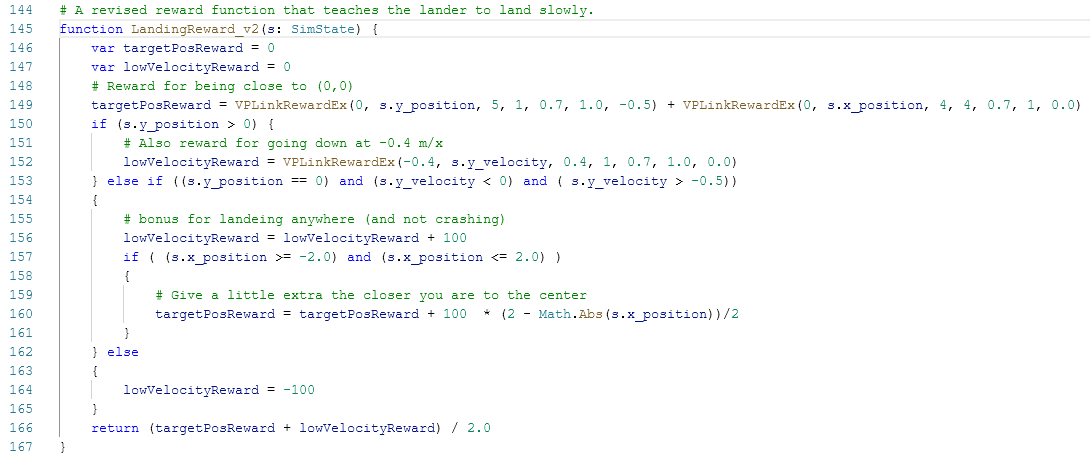 144 # A revised reward function that teaches the lander to land slowly.
145 function LandingReward_v2(s: SimState) {
146     var targetPosReward = 0
147     var lowVelocityReward = 0
148     # Reward for being close to (0,0)
149     targetPosReward = VPLinkRewardEx(0, s.y_position, 5, 1, 0.7, 1.0, -0.5) + VPLinkRewardEx(0, s.x_position, 4, 4, 0.7, 1, 0.0)
150     if (s.y_position > 0) {
151         # Also reward for going down at -0.4 m/x
152         lowVelocityReward = VPLinkRewardEx(-0.4, s.y_velocity, 0.4, 1, 0.7, 1.0, 0.0)
153     } else if ((s.y_position == 0) and (s.y_velocity < 0) and ( s.y_velocity > -0.5))
154     {
155         # bonus for landeing anywhere (and not crashing)
156         lowVelocityReward = lowVelocityReward + 100
157         if ( (s.x_position >= -2.0) and (s.x_position <= 2.0) )
158         {
159             # Give a little extra the closer you are to the center
160             targetPosReward = targetPosReward + 100  * (2 - Math.Abs(s.x_position))/2
161         }
162     } else
163     {
164         lowVelocityReward = -100
165     }
166     return (targetPosReward + lowVelocityReward) / 2.0
167 }